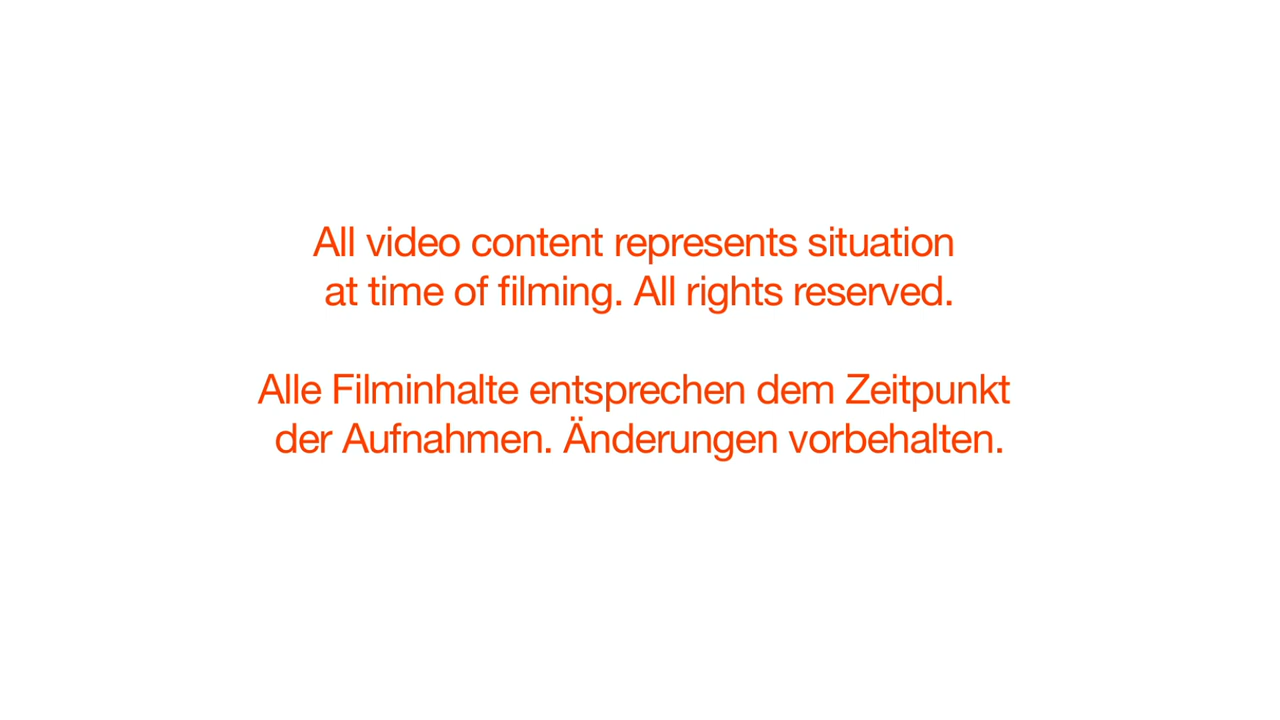 All video content represents situation
at time of filming. All rights reserved.
Alle Filminhalte entsprechen dem Zeitpunkt
der Aufnahmen. Änderungen vorbehalten.